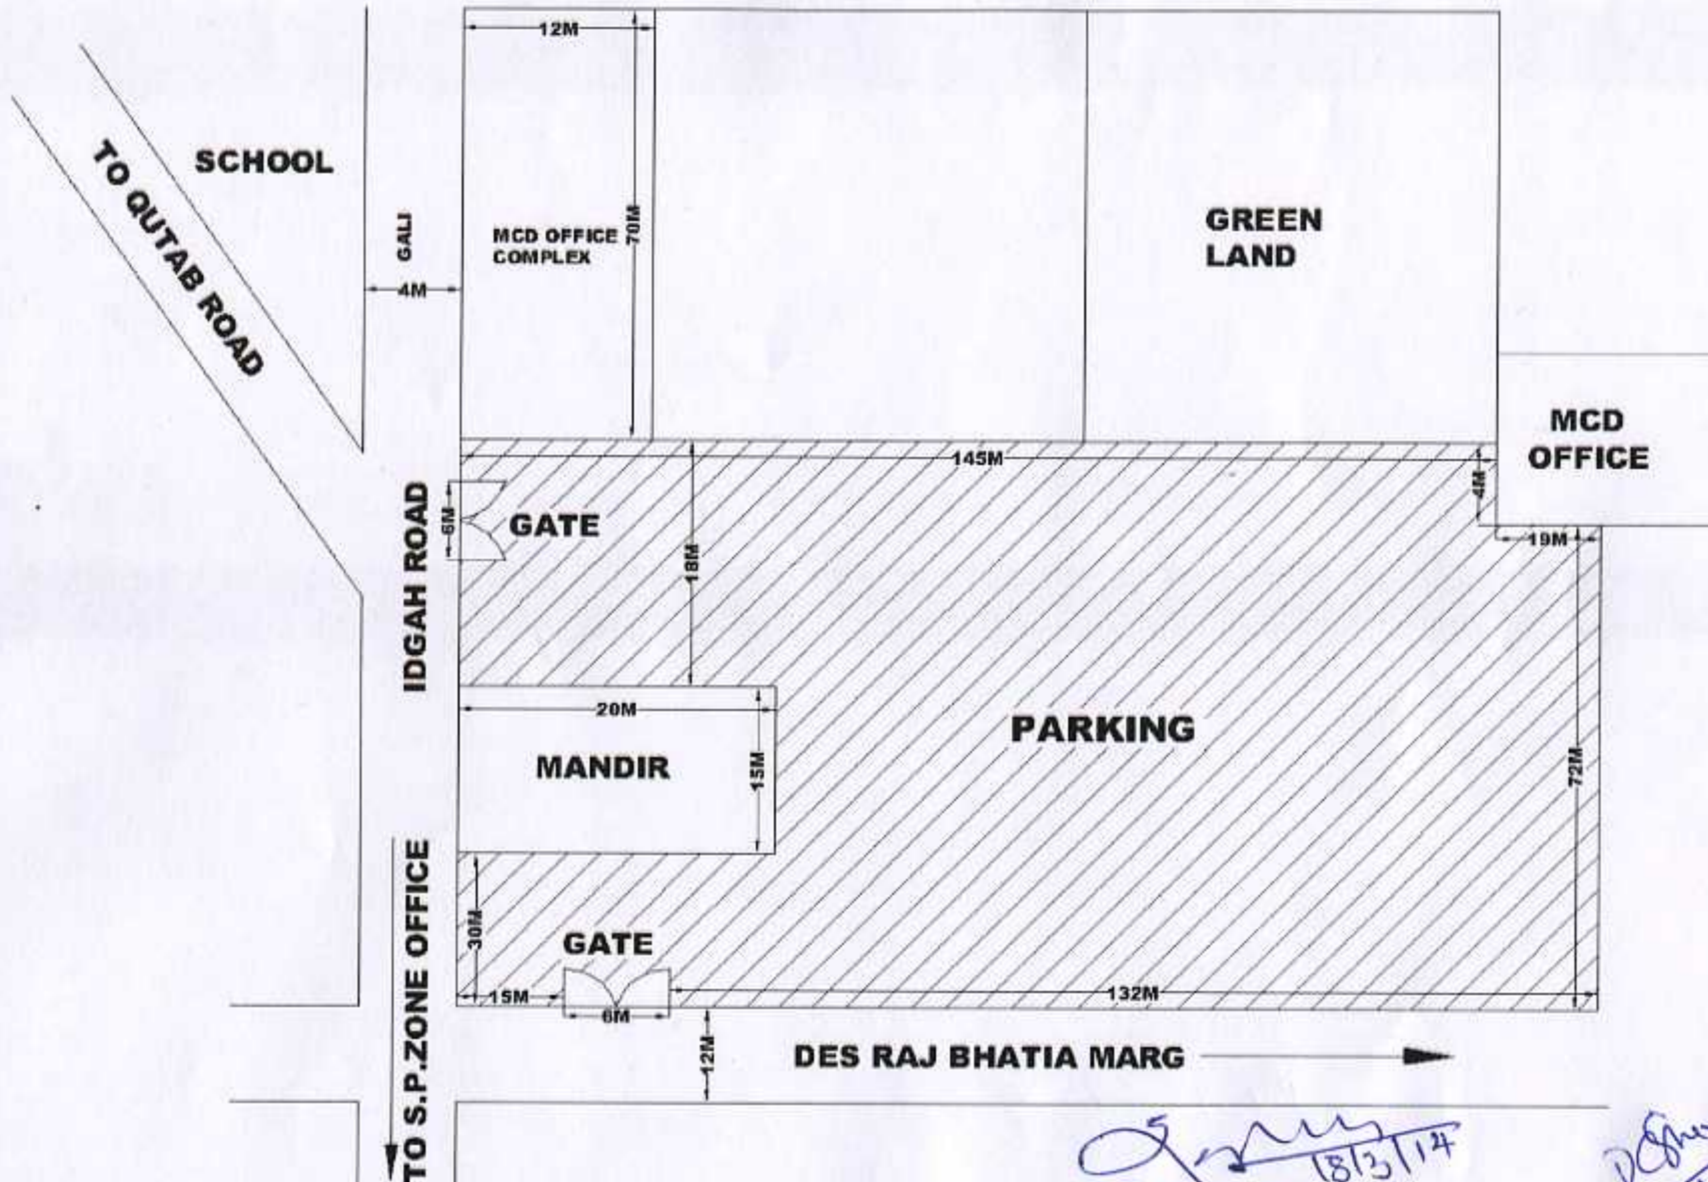 12M
SCHOOL
TO QUTAB ROAD
GALI
MCD OFFICE
COMPLEX
70M
GREEN
LAND
4M
MCD
OFFICE
145M
4M
6M
GATE
IDGAH ROAD
18M
19M
20M
MANDIR
15M
PARKING
72M
30M
GATE
15M
6M
132M
12M
DES RAJ BHATIA MARG
TO S.P.ZONE OFFICE
18/3/14